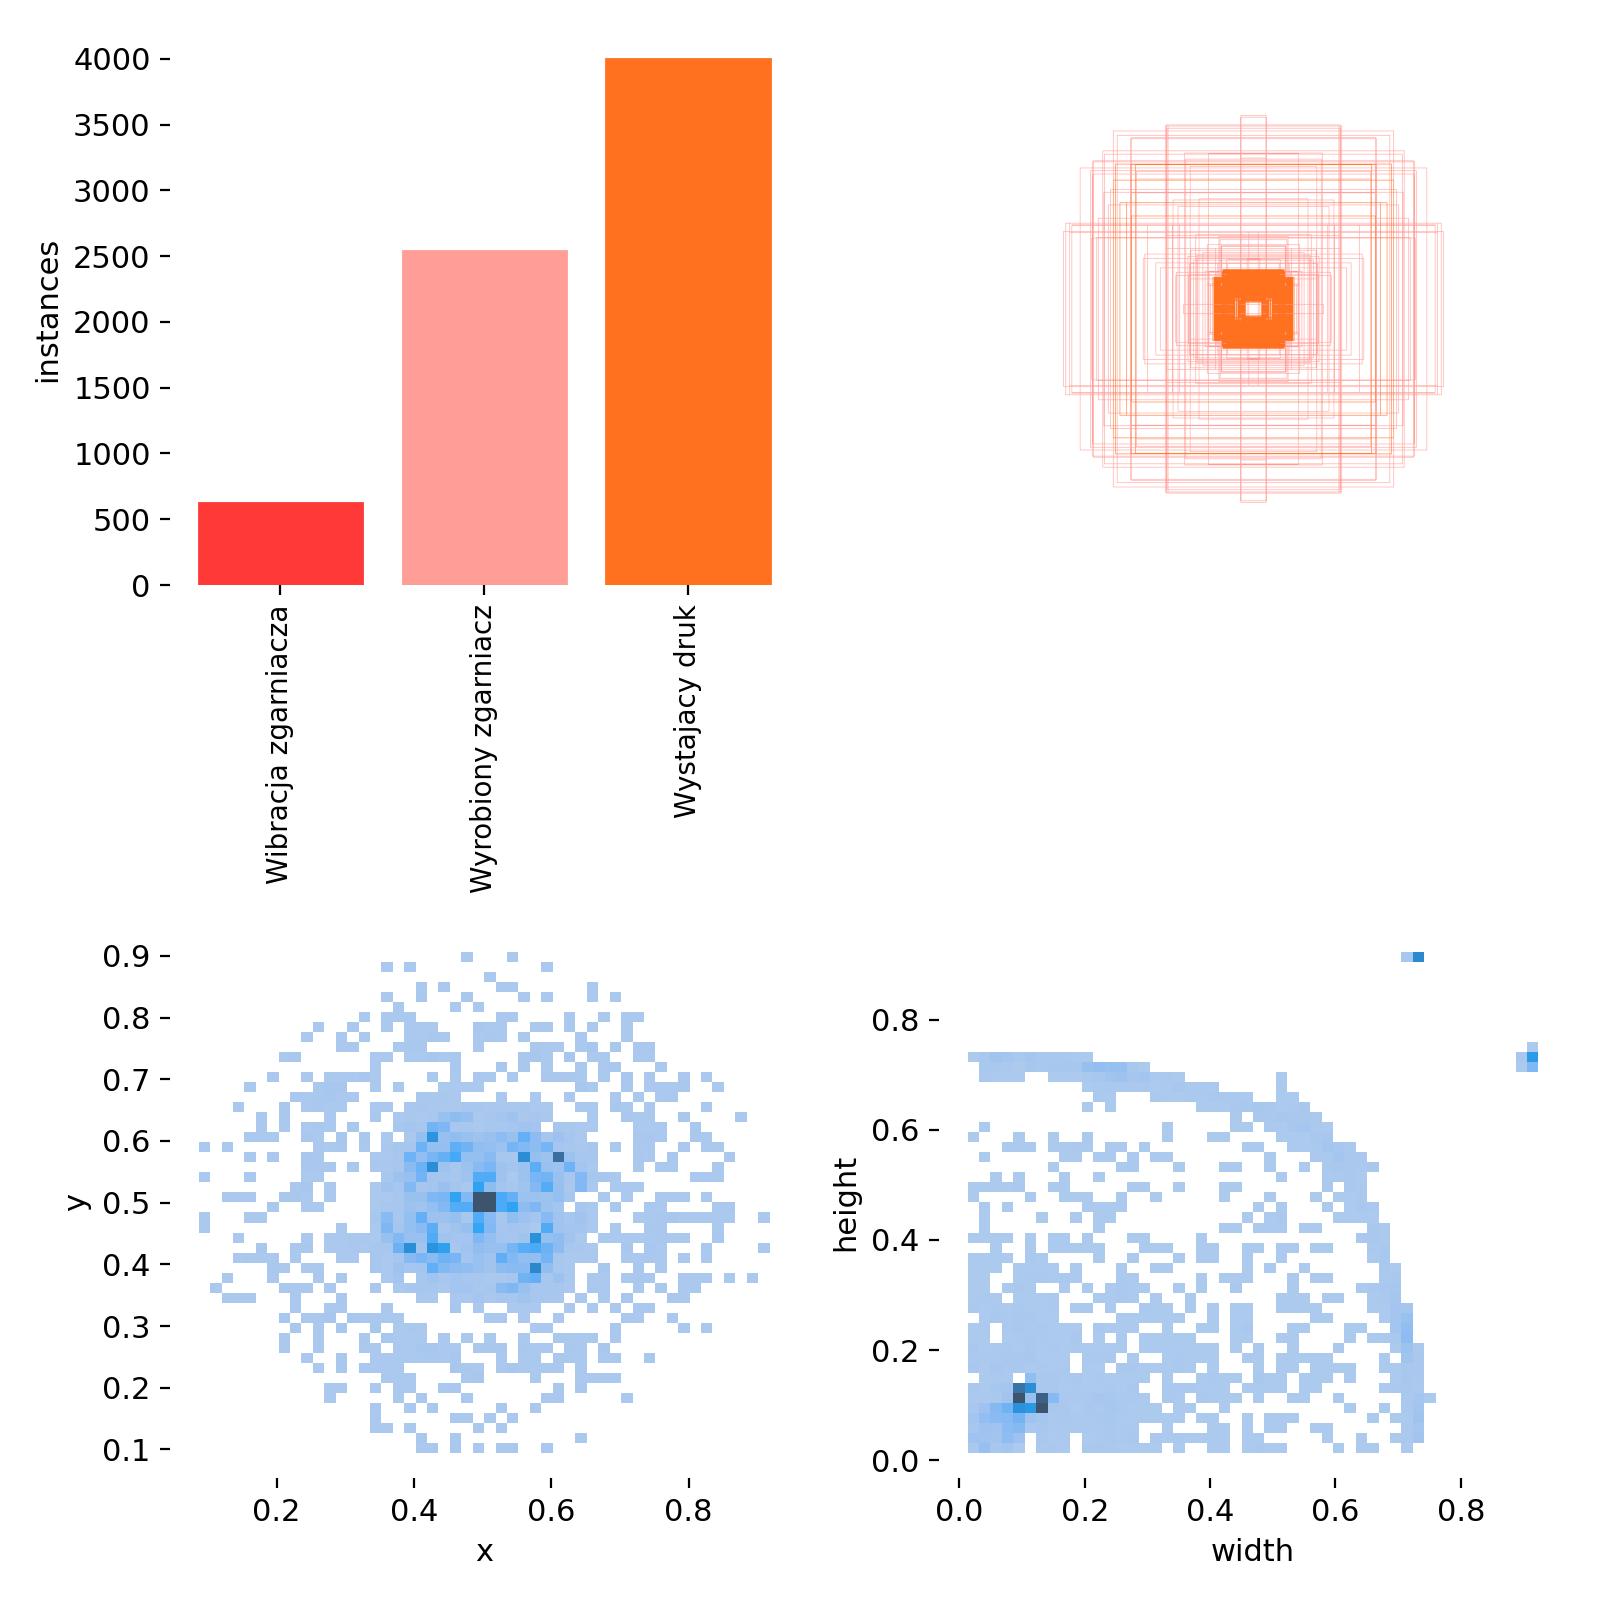 4000
3500
3000
2500
2000
1500
1000
500
0
instances
Wibracja zgarniacza
Wyrobiony zgarniacz
Wystajacy druk
0.9
0.8
0.7
0.6
0.5
0.4
0.3
0.2
0.1
y
0.2 0.4 0.6 0.8
x
0.8
0.6
0.4
0.2
0.0
height
0.0 0.2 0.4 0.6 0.8
width